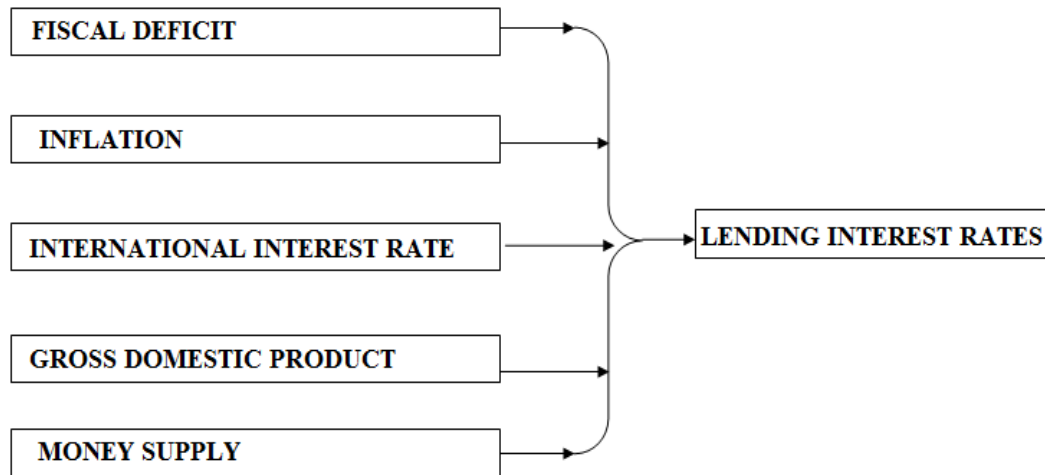 FISCAL DEFICIT
INFLATION
INTERNATIONAL INTEREST RATE
LENDING INTEREST RATES
GROSS DOMESTIC PRODUCT
MONEY SUPPLY